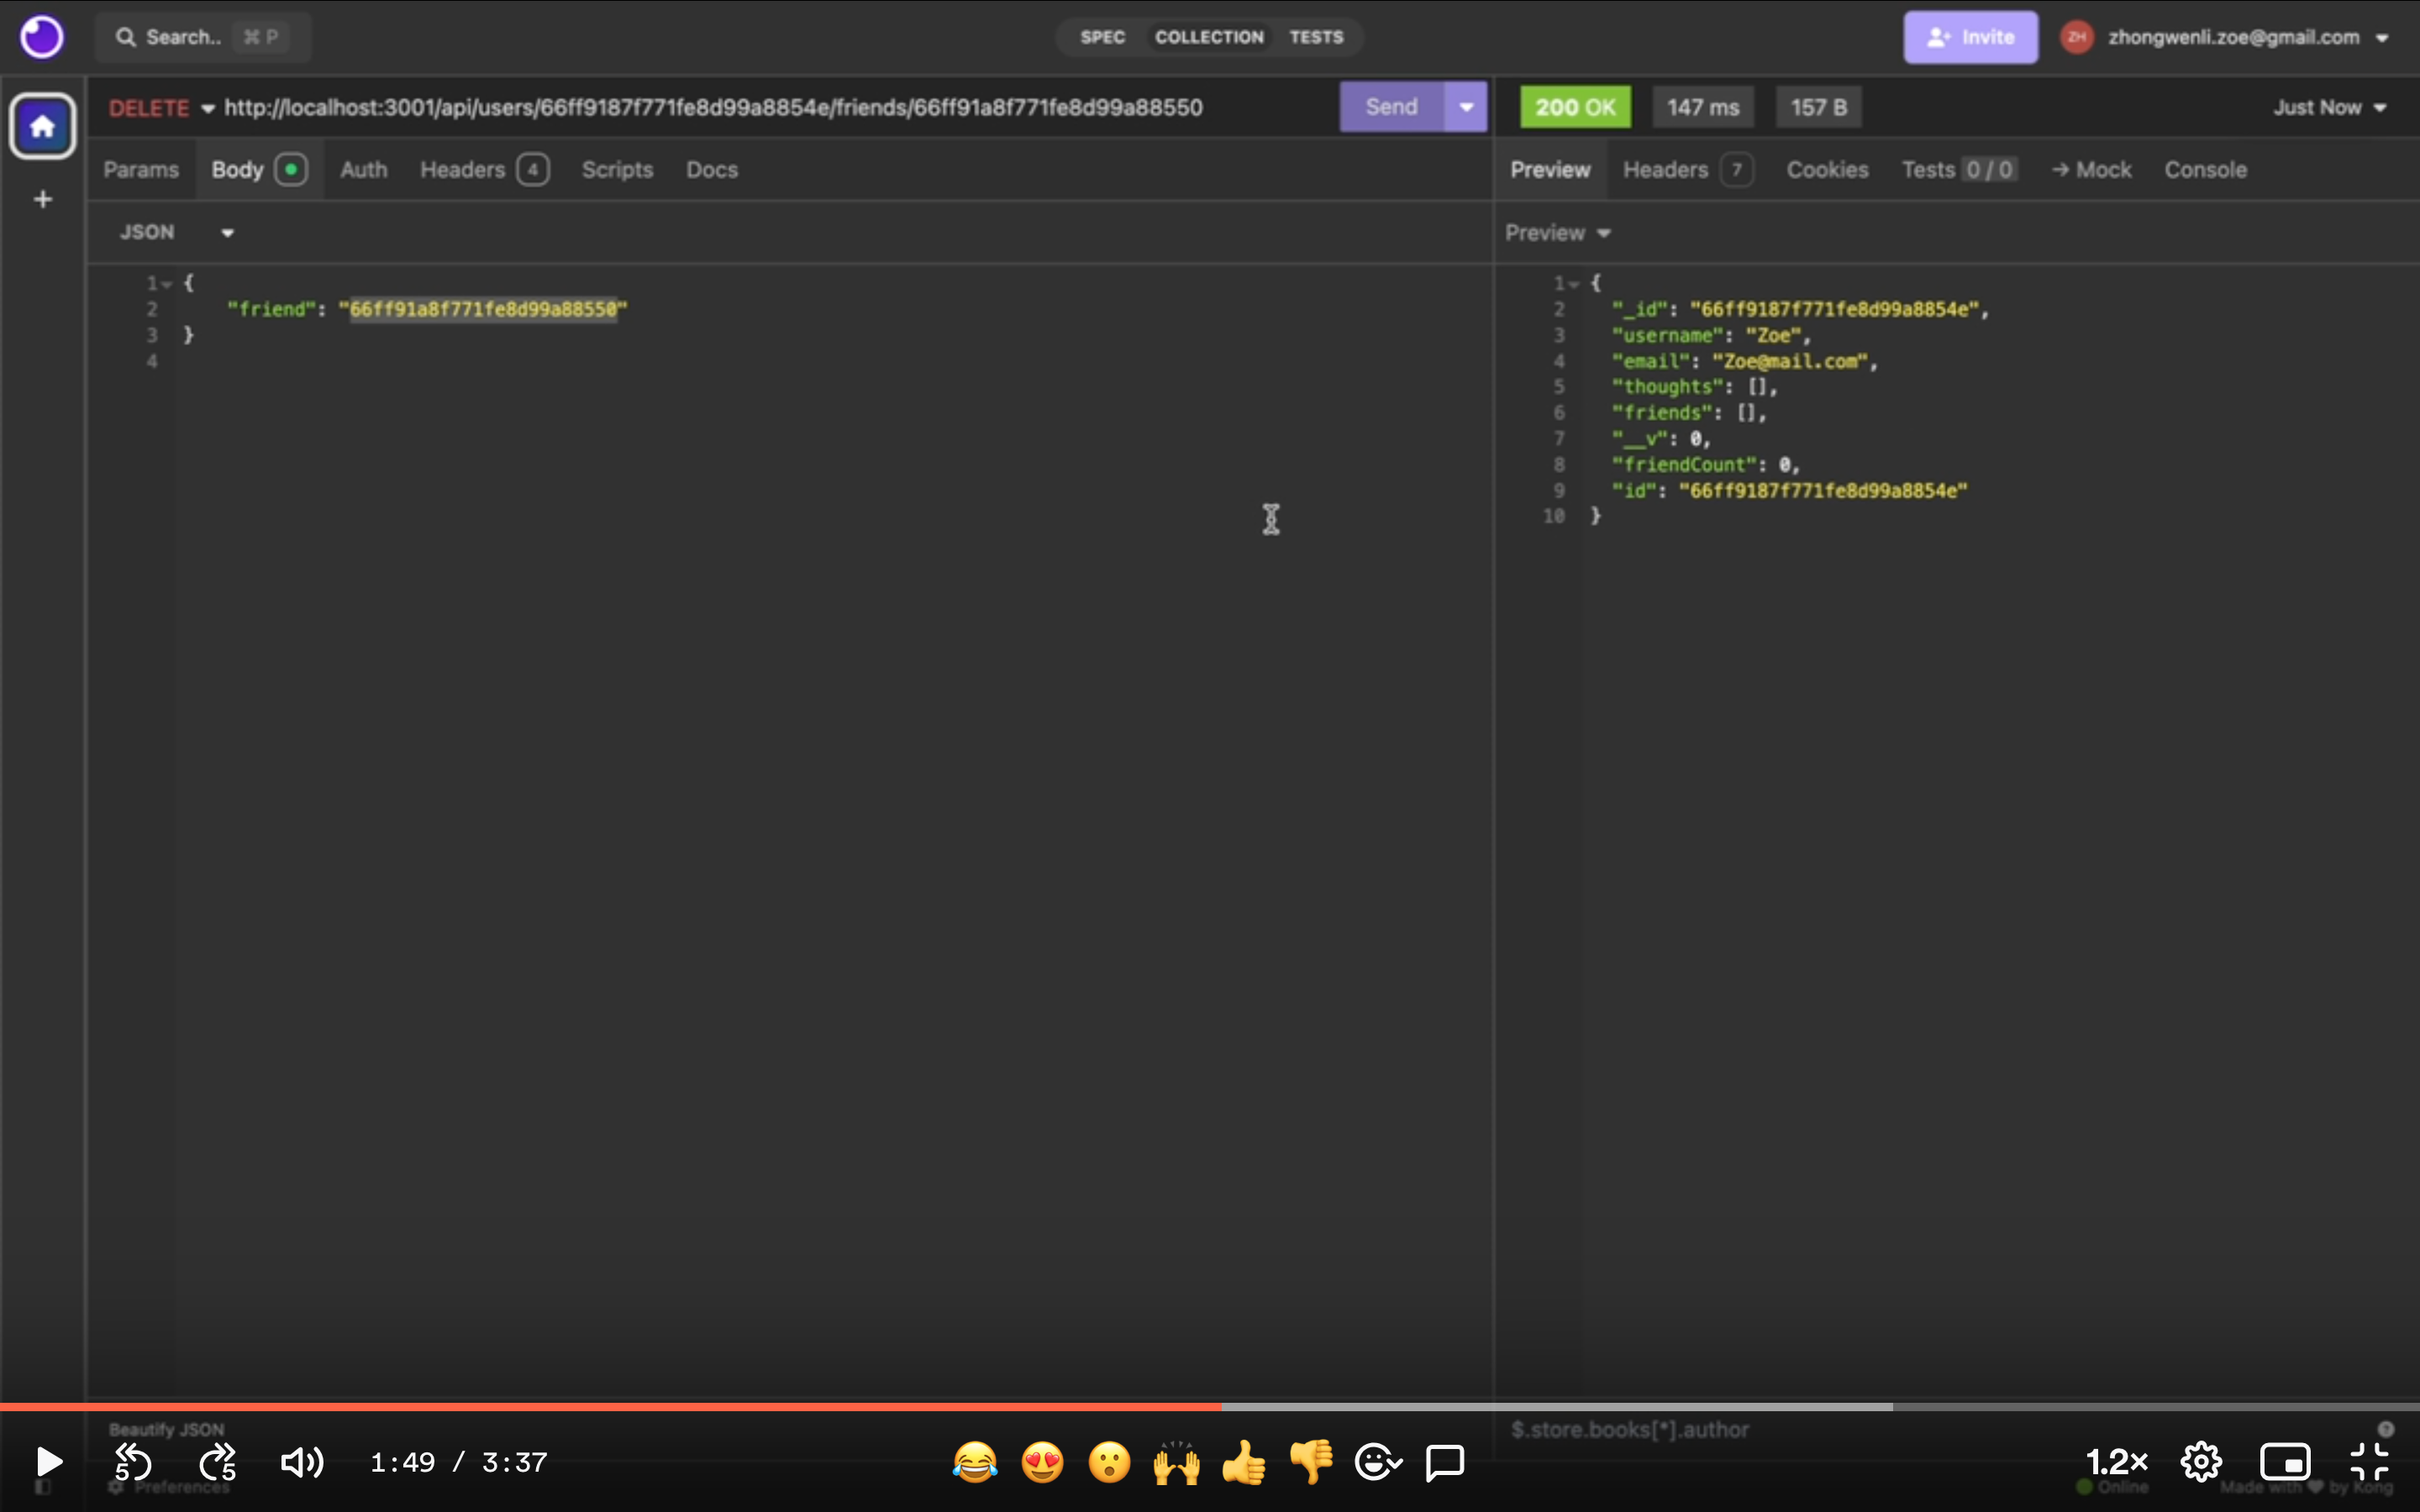 Search.. ⌘ P
SPEC COLLECTION TESTS
Invite
ZH zhongwenli.zoe@gmail.com
DELETE http://localhost:3001/api/users/66ff9187f771fe8d99a8854e/friends/66ff91a8f771fe8d99a88550
Send
200 OK 147 ms 157 B
Just Now
Params Body Auth Headers 4 Scripts Docs
Preview Headers 7 Cookies Tests 0 / 0 → Mock Console
JSON
Preview
1 {
2 "friend": "66ff91a8f771fe8d99a88550"
3 }
4
1 {
2 "_id": "66ff9187f771fe8d99a8854e",
3 "username": "Zoe",
4 "email": "Zoe@mail.com",
5 "thoughts": [],
6 "friends": [],
7 "__v": 0,
8 "friendCount": 0,
9 "id": "66ff9187f771fe8d99a8854e"
10 }
Beautify JSON
$.store.books[*].author
5 5 1:49 / 3:37
1.2×
Preferences
Online
Made with ♥ by Kong